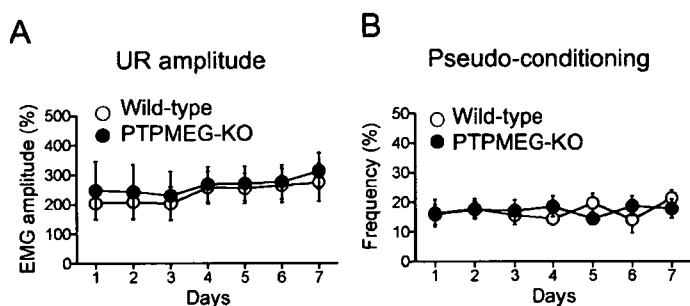 A
UR amplitude
Wild-type
PTPMEG-KO
EMG amplitude (%)
500
400
300
200
100
0
1 2 3 4 5 6 7
Days
B
Pseudo-conditioning
Wild-type
PTPMEG-KO
Frequency (%)
50
40
30
20
10
0
1 2 3 4 5 6 7
Days